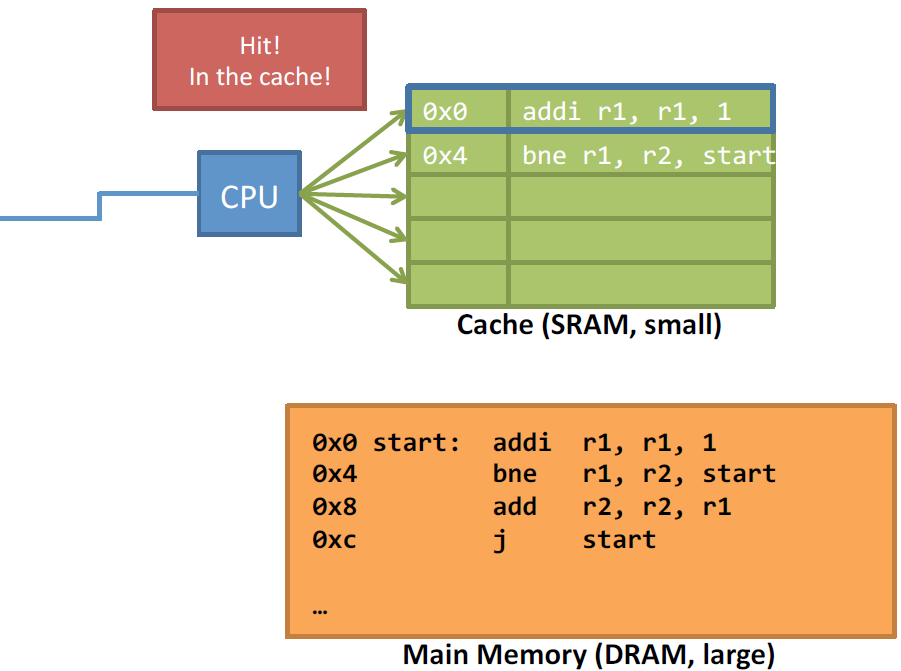 Hit!
In the cache!
CPU
0x0 addi r1, r1, 1
0x4 bne r1, r2, start
Cache (SRAM, small)
0x0 start: addi r1, r1, 1
0x4 bne r1, r2, start
0x8 add r2, r2, r1
0xc j start
…
Main Memory (DRAM, large)